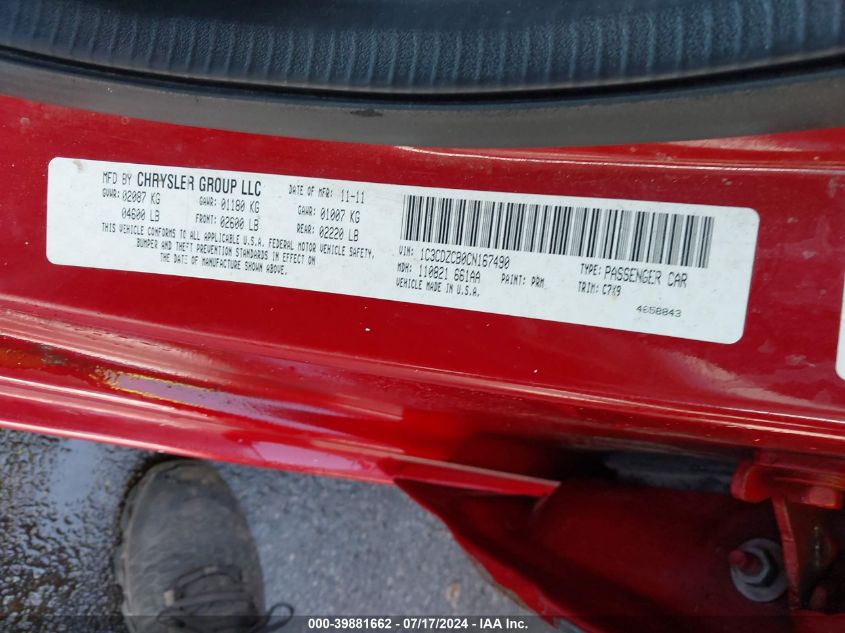 MFD BY CHRYSLER GROUP LLC DATE OF MFR: 11-11
GVWR: 02087 KG GAWR: 01180 KG GAWR: 01007 KG
04600 LB FRONT: 02600 LB REAR: 02220 LB
THIS VEHICLE CONFORMS TO ALL APPLICABLE U.S.A. FEDERAL MOTOR VEHICLE SAFETY,
BUMPER AND THEFT PREVENTION STANDARDS IN EFFECT ON THE
DATE OF MANUFACTURE SHOWN ABOVE.
VIN: 1C3CDZCB0CN167490 TYPE: PASSENGER CAR
MDH: 110821 661AA PAINT: PRM TRIM: C7X9
VEHICLE MADE IN U.S.A. 4658843
000-39881662 - 07/17/2024 - IAA Inc.